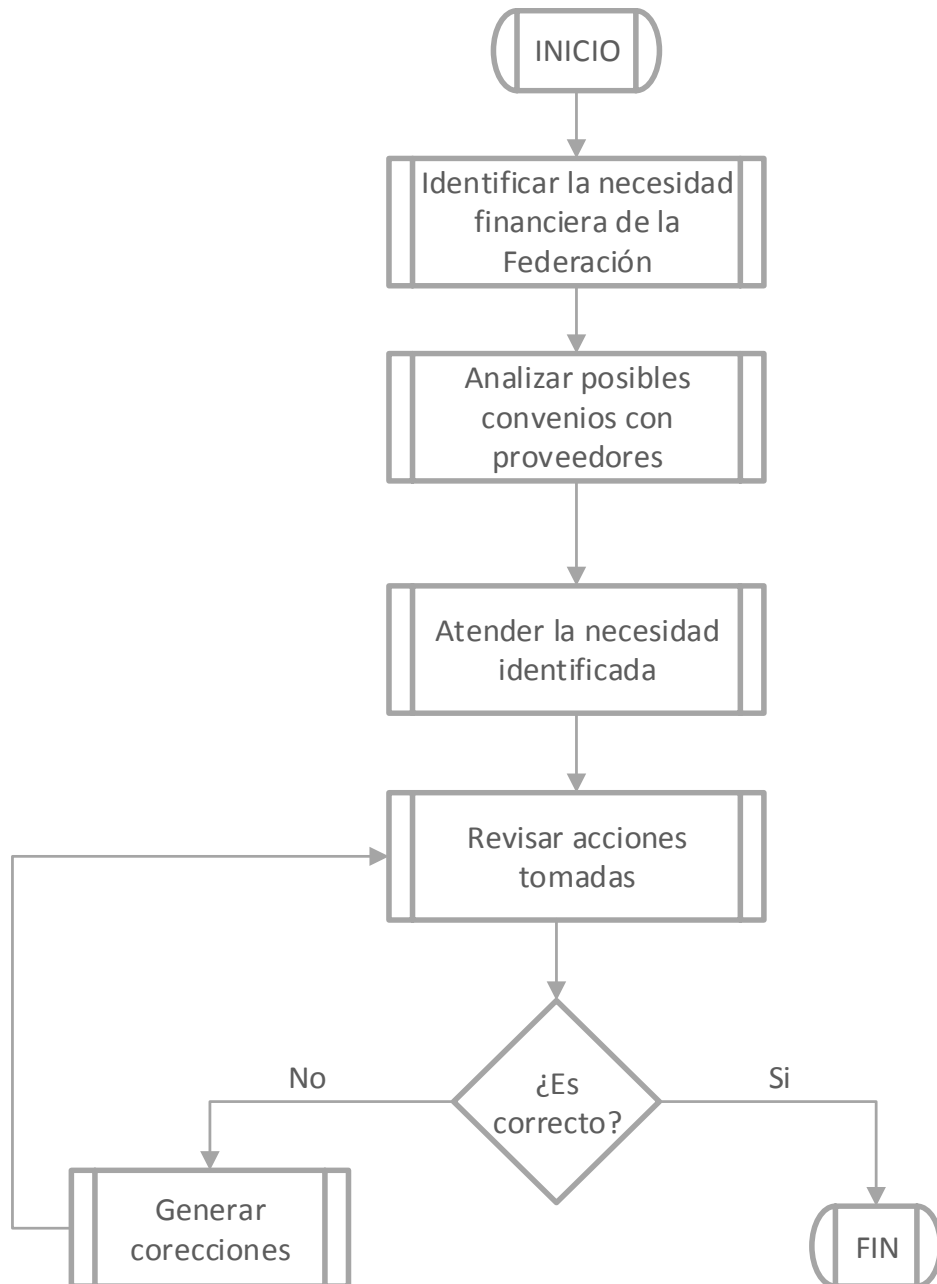 INICIO
Identificar la necesidad
financiera de la
Federación
Analizar posibles
convenios con
proveedores
Atender la necesidad
identificada
Revisar acciones
tomadas
¿Es
correcto?
No
Si
Generar
corecciones
FIN